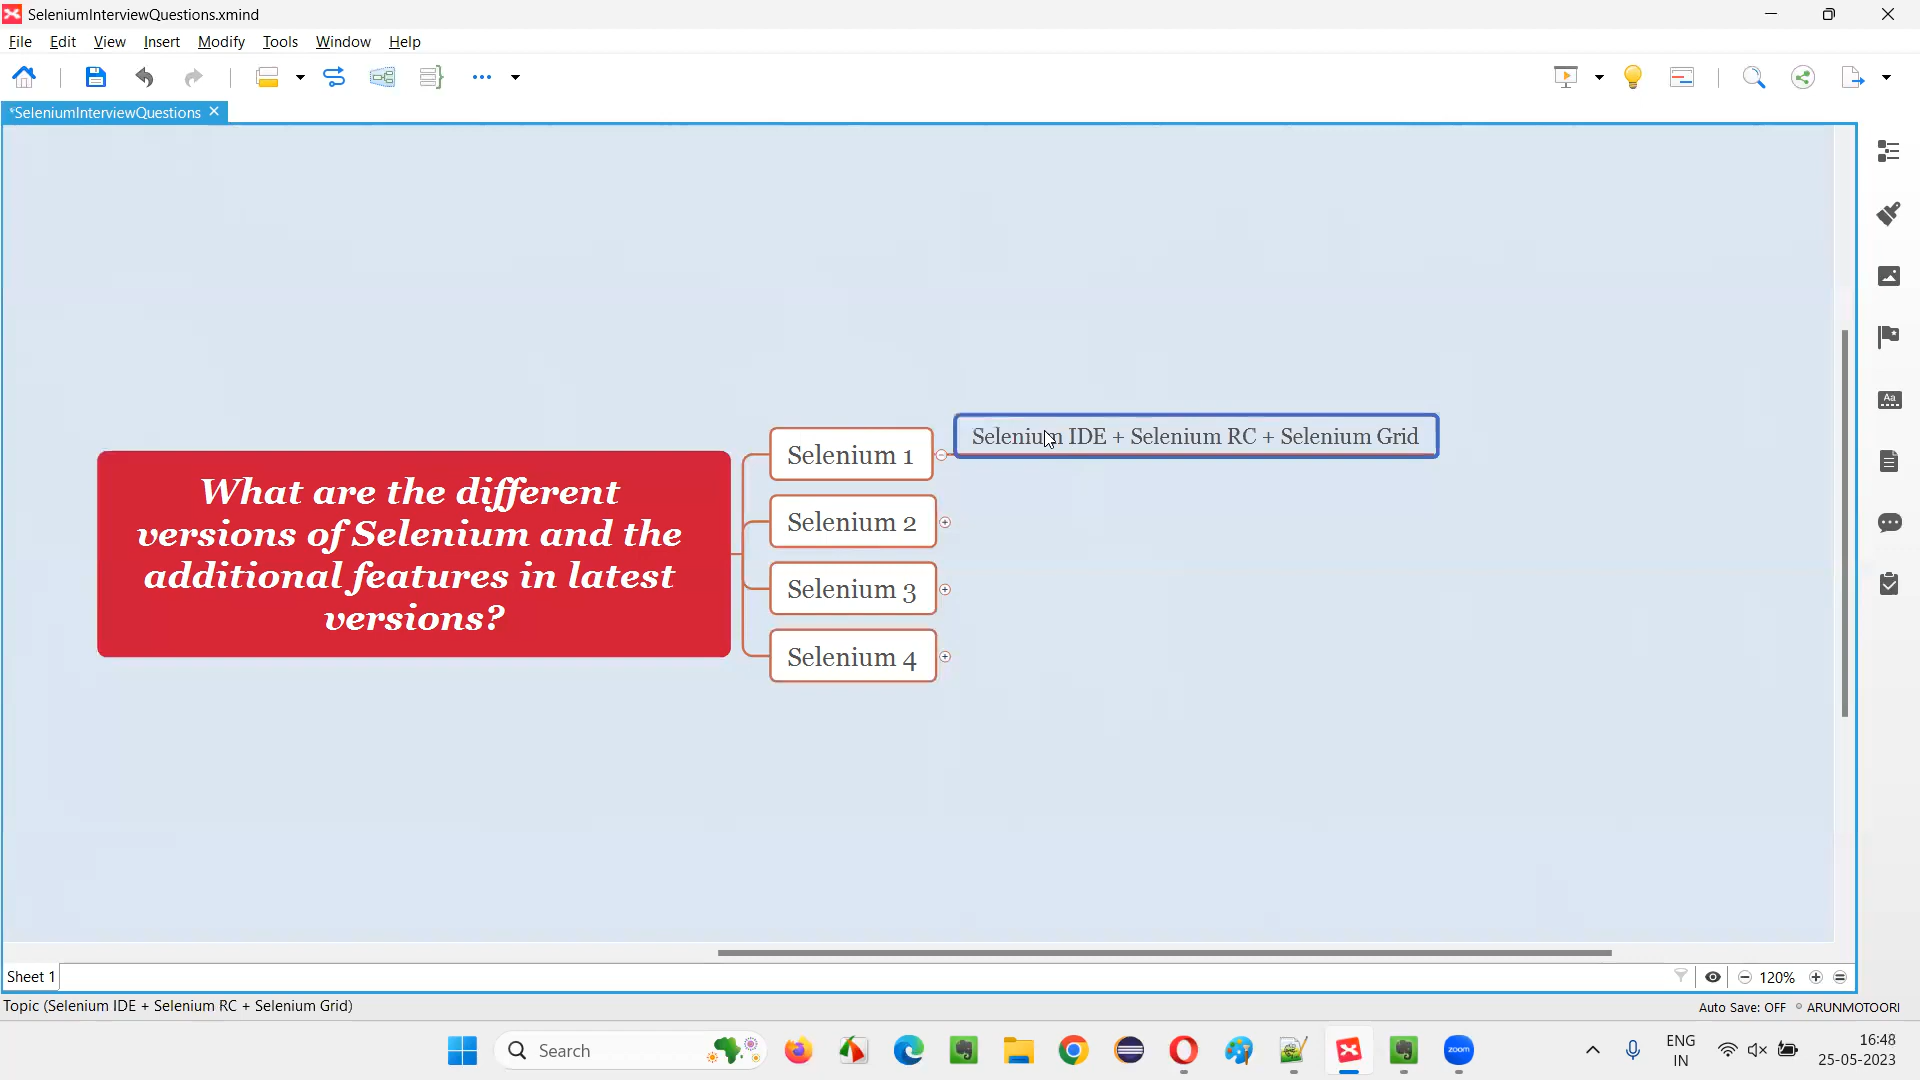 SeleniumInterviewQuestions.xmind
File Edit View Insert Modify Tools Window Help
*SeleniumInterviewQuestions
What are the different
versions of Selenium and the
additional features in latest
versions?
Selenium 1
Selenium IDE + Selenium RC + Selenium Grid
Selenium 2
Selenium 3
Selenium 4
Aa
Sheet 1
120%
Topic (Selenium IDE + Selenium RC + Selenium Grid)
Auto Save: OFF
ARUNMOTOORI
Search
zoom
ENG
IN
16:48
25-05-2023